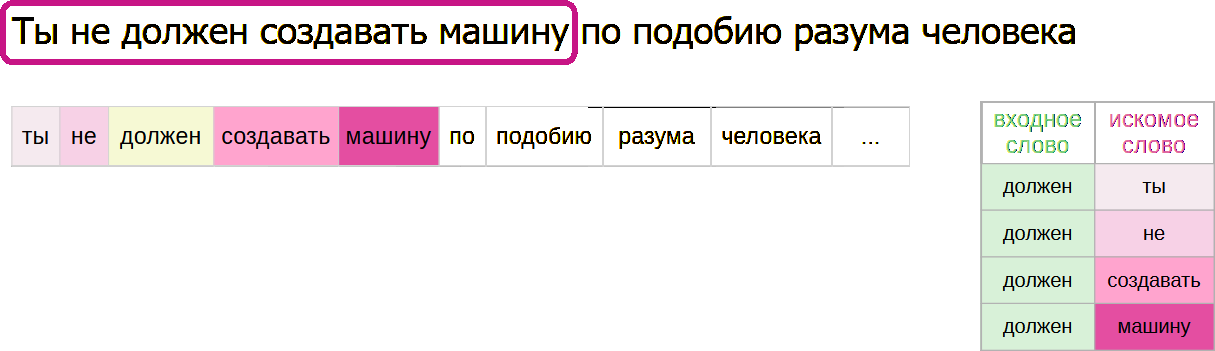 Ты не должен создавать машину по подобию разума человека
ты не должен создавать машину по подобию разума человека ...
входное слово искомое слово
должен ты
должен не
должен создавать
должен машину